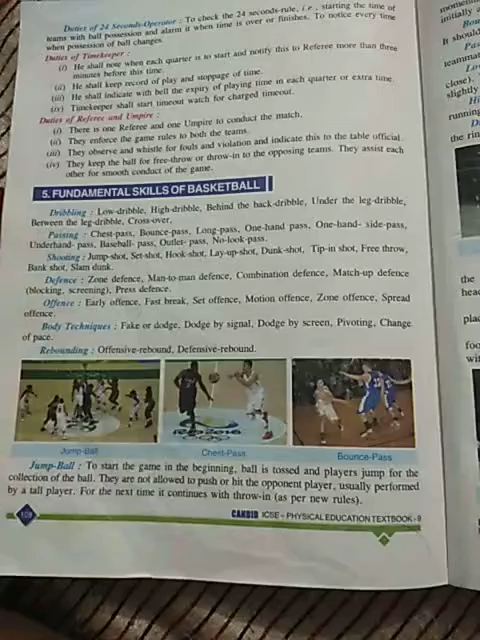 Duties of 24 Seconds-Operator : To check the 24 seconds-rule, i.e., starting the time of
teams with ball possession and alarm it when time is over or finishes. To notice every time
when possession of ball changes.
Duties of Timekeeper :
(i) He shall note when each quarter is to start and notify this to Referee more than three
minutes before this time.
(ii) He shall keep record of play and stoppage of time.
(iii) He shall indicate with bell the expiry of playing time in each quarter or extra time.
(iv) Timekeeper shall start timeout watch for charged timeout.
Duties of Referee and Umpire :
(i) There is one Referee and one Umpire to conduct the match.
(ii) They enforce the game rules to both the teams.
(iii) They observe and whistle for fouls and violation and indicate this to the table official.
(iv) They keep the ball for free-throw or throw-in to the opposing teams. They assist each
other for smooth conduct of the game.
5. FUNDAMENTAL SKILLS OF BASKETBALL
Dribbling : Low-dribble, High-dribble, Behind the back-dribble, Under the leg-dribble,
Between the leg-dribble, Cross-over.
Passing : Chest-pass, Bounce-pass, Long-pass, One-hand pass, One-hand- side-pass,
Underhand- pass, Baseball- pass, Outlet- pass, No-look-pass.
Shooting : Jump-shot, Set-shot, Hook-shot, Lay-up-shot, Dunk-shot, Tip-in shot, Free throw,
Bank shot, Slam dunk.
Defence : Zone defence, Man-to-man defence, Combination defence, Match-up defence
(blocking, screening), Press defence.
Offence : Early offence, Fast break, Set offence, Motion offence, Zone offence, Spread
offence.
Body Techniques : Fake or dodge, Dodge by signal, Dodge by screen, Pivoting, Change
of pace.
Rebounding : Offensive-rebound, Defensive-rebound.
Jump-Ball
Chest-Pass
Bounce-Pass
Jump-Ball : To start the game in the beginning, ball is tossed and players jump for the
collection of the ball. They are not allowed to push or hit the opponent player, usually performed
by a tall player. For the next time it continues with throw-in (as per new rules).
CANDID ICSE – PHYSICAL EDUCATION TEXTBOOK - 9
initially
It should
close).
slightly
running
the